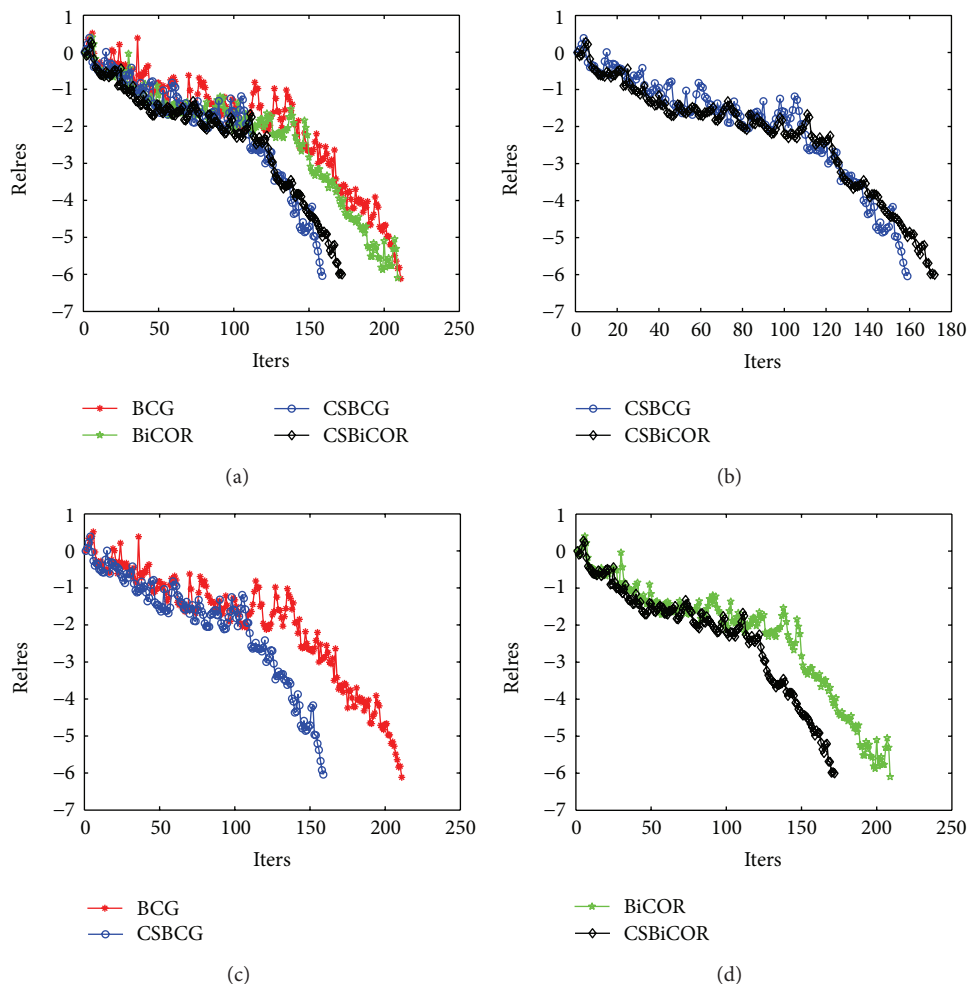 1
0
−1
−2
−3
−4
−5
−6
−7
Relres
0 50 100 150 200 250
Iters
BCG CSBCG
BiCOR CSBiCOR
(a)
1
0
−1
−2
−3
−4
−5
−6
−7
Relres
0 20 40 60 80 100 120 140 160 180
Iters
CSBCG
CSBiCOR
(b)
1
0
−1
−2
−3
−4
−5
−6
−7
Relres
0 50 100 150 200 250
Iters
BCG
CSBCG
(c)
1
0
−1
−2
−3
−4
−5
−6
−7
Relres
0 50 100 150 200 250
Iters
BiCOR
CSBiCOR
(d)